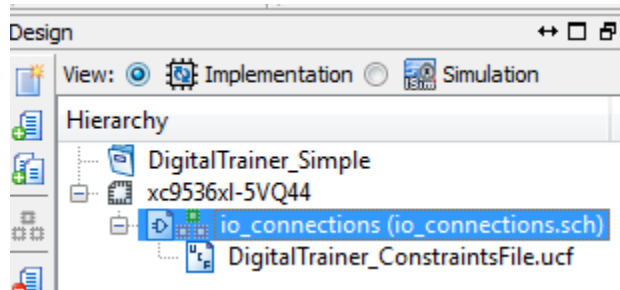 Design
View: Implementation Simulation
Hierarchy
DigitalTrainer_Simple
xc9536xl-5VQ44
io_connections (io_connections.sch)
DigitalTrainer_ConstraintsFile.ucf